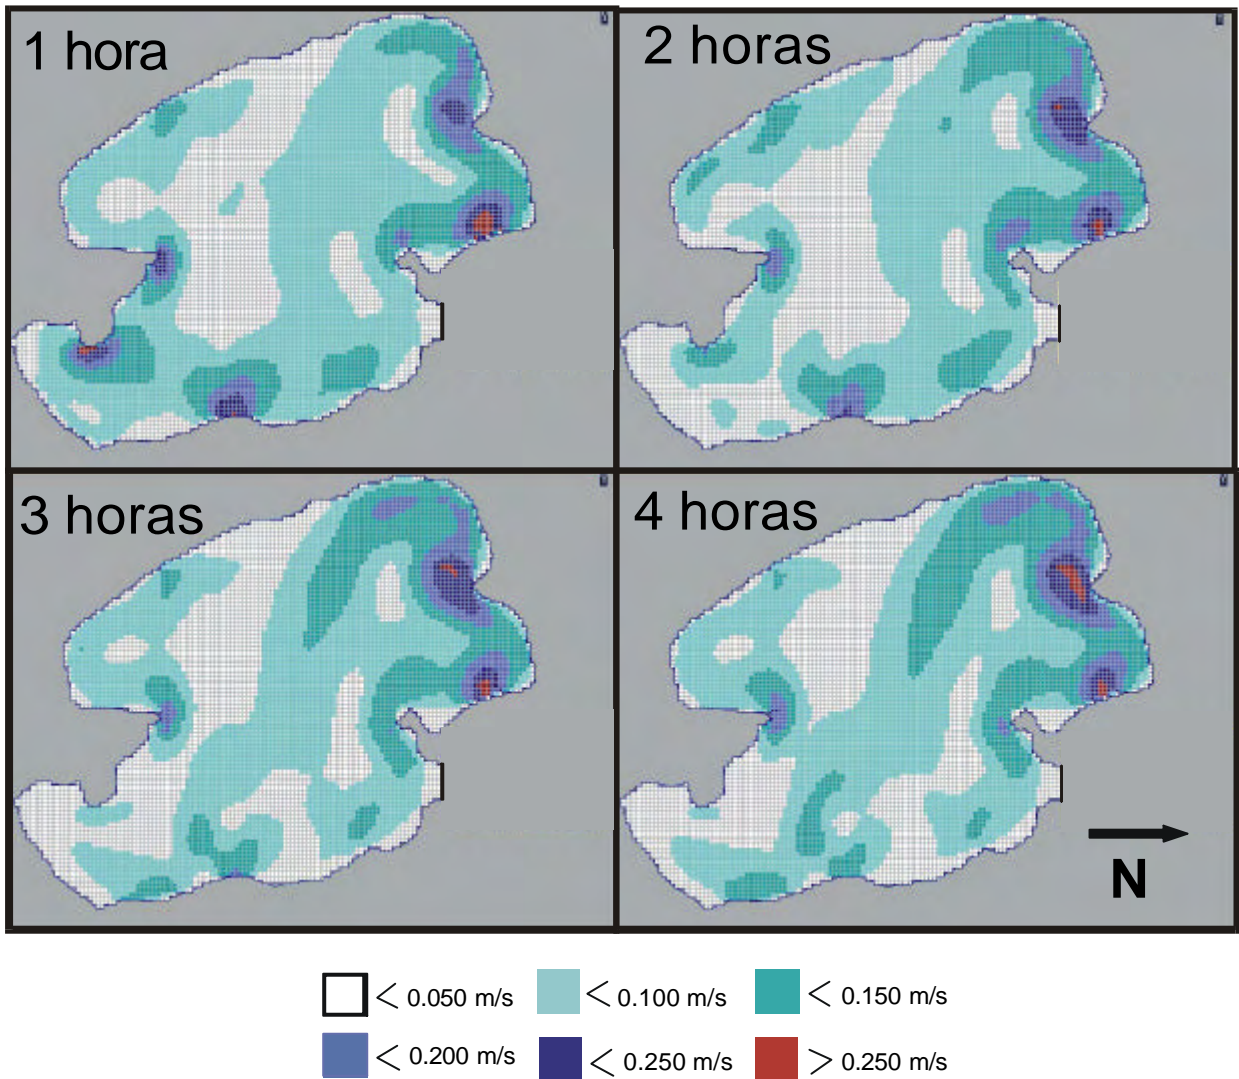 1 hora
2 horas
3 horas
4 horas
N
< 0.050 m/s
< 0.100 m/s
< 0.150 m/s
< 0.200 m/s
< 0.250 m/s
> 0.250 m/s